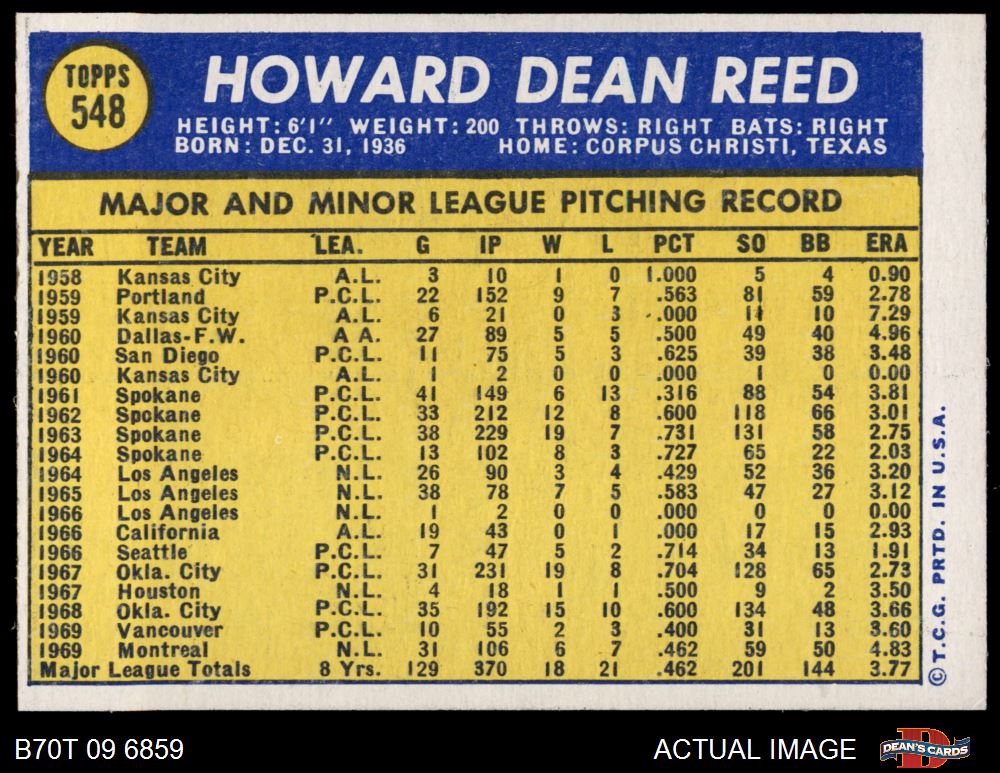 TOPPS
548
HOWARD DEAN REED
HEIGHT: 6'1" WEIGHT: 200 THROWS: RIGHT BATS: RIGHT
BORN: DEC. 31, 1936 HOME: CORPUS CHRISTI, TEXAS
MAJOR AND MINOR LEAGUE PITCHING RECORD
YEAR TEAM LEA. G IP W L PCT SO BB ERA
1958 Kansas City A.L. 3 10 1 0 1.000 5 4 0.90
1959 Portland P.C.L. 22 152 9 7 .563 81 59 2.78
1959 Kansas City A.L. 6 21 0 3 .000 11 10 7.29
1960 Dallas-F.W. A A. 27 89 5 5 .500 49 40 4.96
1960 San Diego P.C.L. 11 75 5 3 .625 39 38 3.48
1960 Kansas City A.L. 1 2 0 0 .000 1 0 0.00
1961 Spokane P.C.L. 41 149 6 13 .316 88 54 3.81
1962 Spokane P.C.L. 33 212 12 8 .600 118 66 3.01
1963 Spokane P.C.L. 38 229 19 7 .731 131 58 2.75
1964 Spokane P.C.L. 13 102 8 3 .727 65 22 2.03
1964 Los Angeles N.L. 26 90 3 4 .429 52 36 3.20
1965 Los Angeles N.L. 38 78 7 5 .583 47 27 3.12
1966 Los Angeles N.L. 1 2 0 0 .000 0 0 0.00
1966 California A.L. 19 43 0 1 .000 17 15 2.93
1966 Seattle P.C.L. 7 47 5 2 .714 34 13 1.91
1967 Okla. City P.C.L. 31 231 19 8 .704 128 65 2.73
1967 Houston N.L. 4 18 1 1 .500 9 2 3.50
1968 Okla. City P.C.L. 35 192 15 10 .600 134 48 3.66
1969 Vancouver P.C.L. 10 55 2 3 .400 31 13 3.60
1969 Montreal N.L. 31 106 6 7 .462 59 50 4.83
Major League Totals 8 Yrs. 129 370 18 21 .462 201 144 3.77
© T.C.G. PRTD. IN U.S.A.
B70T 09 6859 ACTUAL IMAGE DEAN'S CARDS